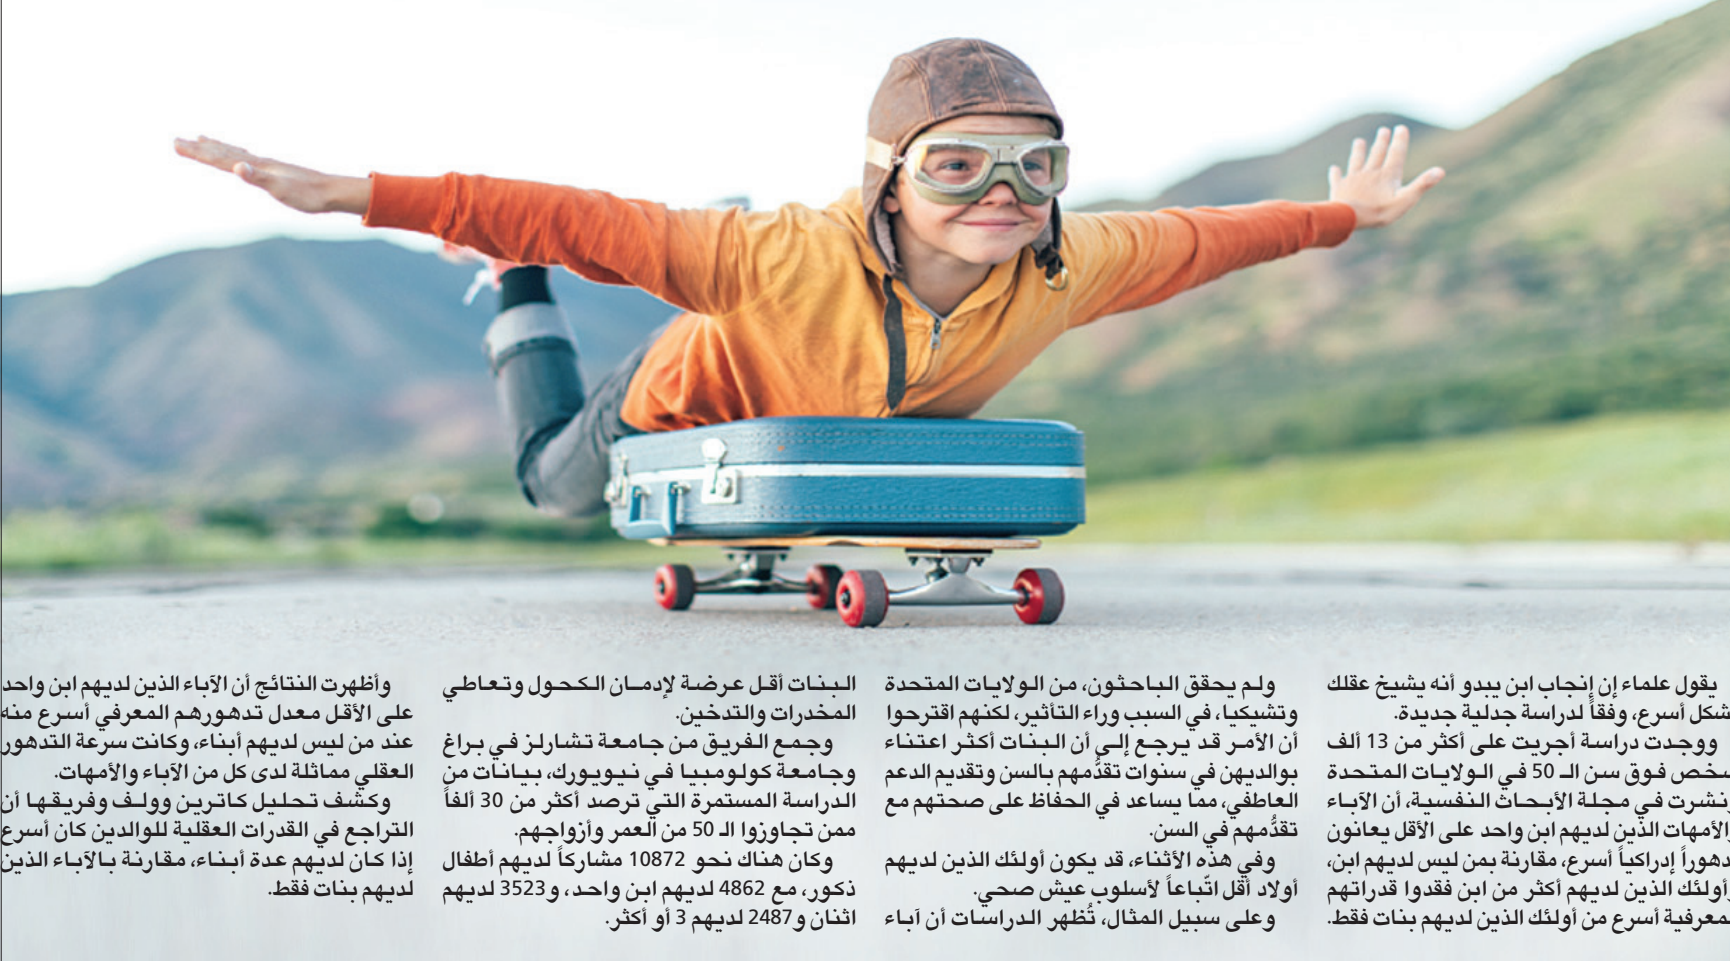 يقول علماء إن إنجاب ابن يبدو أنه يشيخ عقلك
شكل أسرع، وفقاً لدراسة جدلية جديدة.
ووجدت دراسة أجريت على أكثر من 13 ألف
شخص فوق سن الـ 50 في الولايات المتحدة
ونشرت في مجلة الأبحاث النفسية، أن الآباء
والأمهات الذين لديهم ابن واحد على الأقل يعانون
دهوراً إدراكياً أسرع، مقارنة بمن ليس لديهم ابن،
وأولئك الذين لديهم أكثر من ابن فقدوا قدراتهم
لمعرفية أسرع من أولئك الذين لديهم بنات فقط.
ولم يحقق الباحثون، من الولايات المتحدة
وتشيكيا، في السبب وراء التأثير، لكنهم اقترحوا
أن الأمر قد يرجع إلى أن البنات أكثر اعتناء
بوالديهن في سنوات تقدُّمهم بالسن وتقديم الدعم
العاطفي، مما يساعد في الحفاظ على صحتهم مع
تقدُّمهم في السن.
وفي هذه الأثناء، قد يكون أولئك الذين لديهم
أولاد أقل اتّباعاً لأسلوب عيش صحي.
وعلى سبيل المثال، تُظهر الدراسات أن آباء
البنات أقل عرضة لإدمان الكحول وتعاطي
المخدرات والتدخين.
وجمع الفريق من جامعة تشارلز في براغ
وجامعة كولومبيا في نيويورك، بيانات من
الدراسة المستمرة التي ترصد أكثر من 30 ألفاً
ممن تجاوزوا الـ 50 من العمر وأزواجهم.
وكان هناك نحو 10872 مشاركاً لديهم أطفال
ذكور، مع 4862 لديهم ابن واحد، و3523 لديهم
اثنان و2487 لديهم 3 أو أكثر.
وأظهرت النتائج أن الآباء الذين لديهم ابن واحد
على الأقل معدل تدهورهم المعرفي أسرع منه
عند من ليس لديهم أبناء، وكانت سرعة التدهور
العقلي مماثلة لدى كل من الآباء والأمهات.
وكشف تحليل كاترين وولف وفريقها أن
التراجع في القدرات العقلية للوالدين كان أسرع
إذا كان لديهم عدة أبناء، مقارنة بالآباء الذين
لديهم بنات فقط.